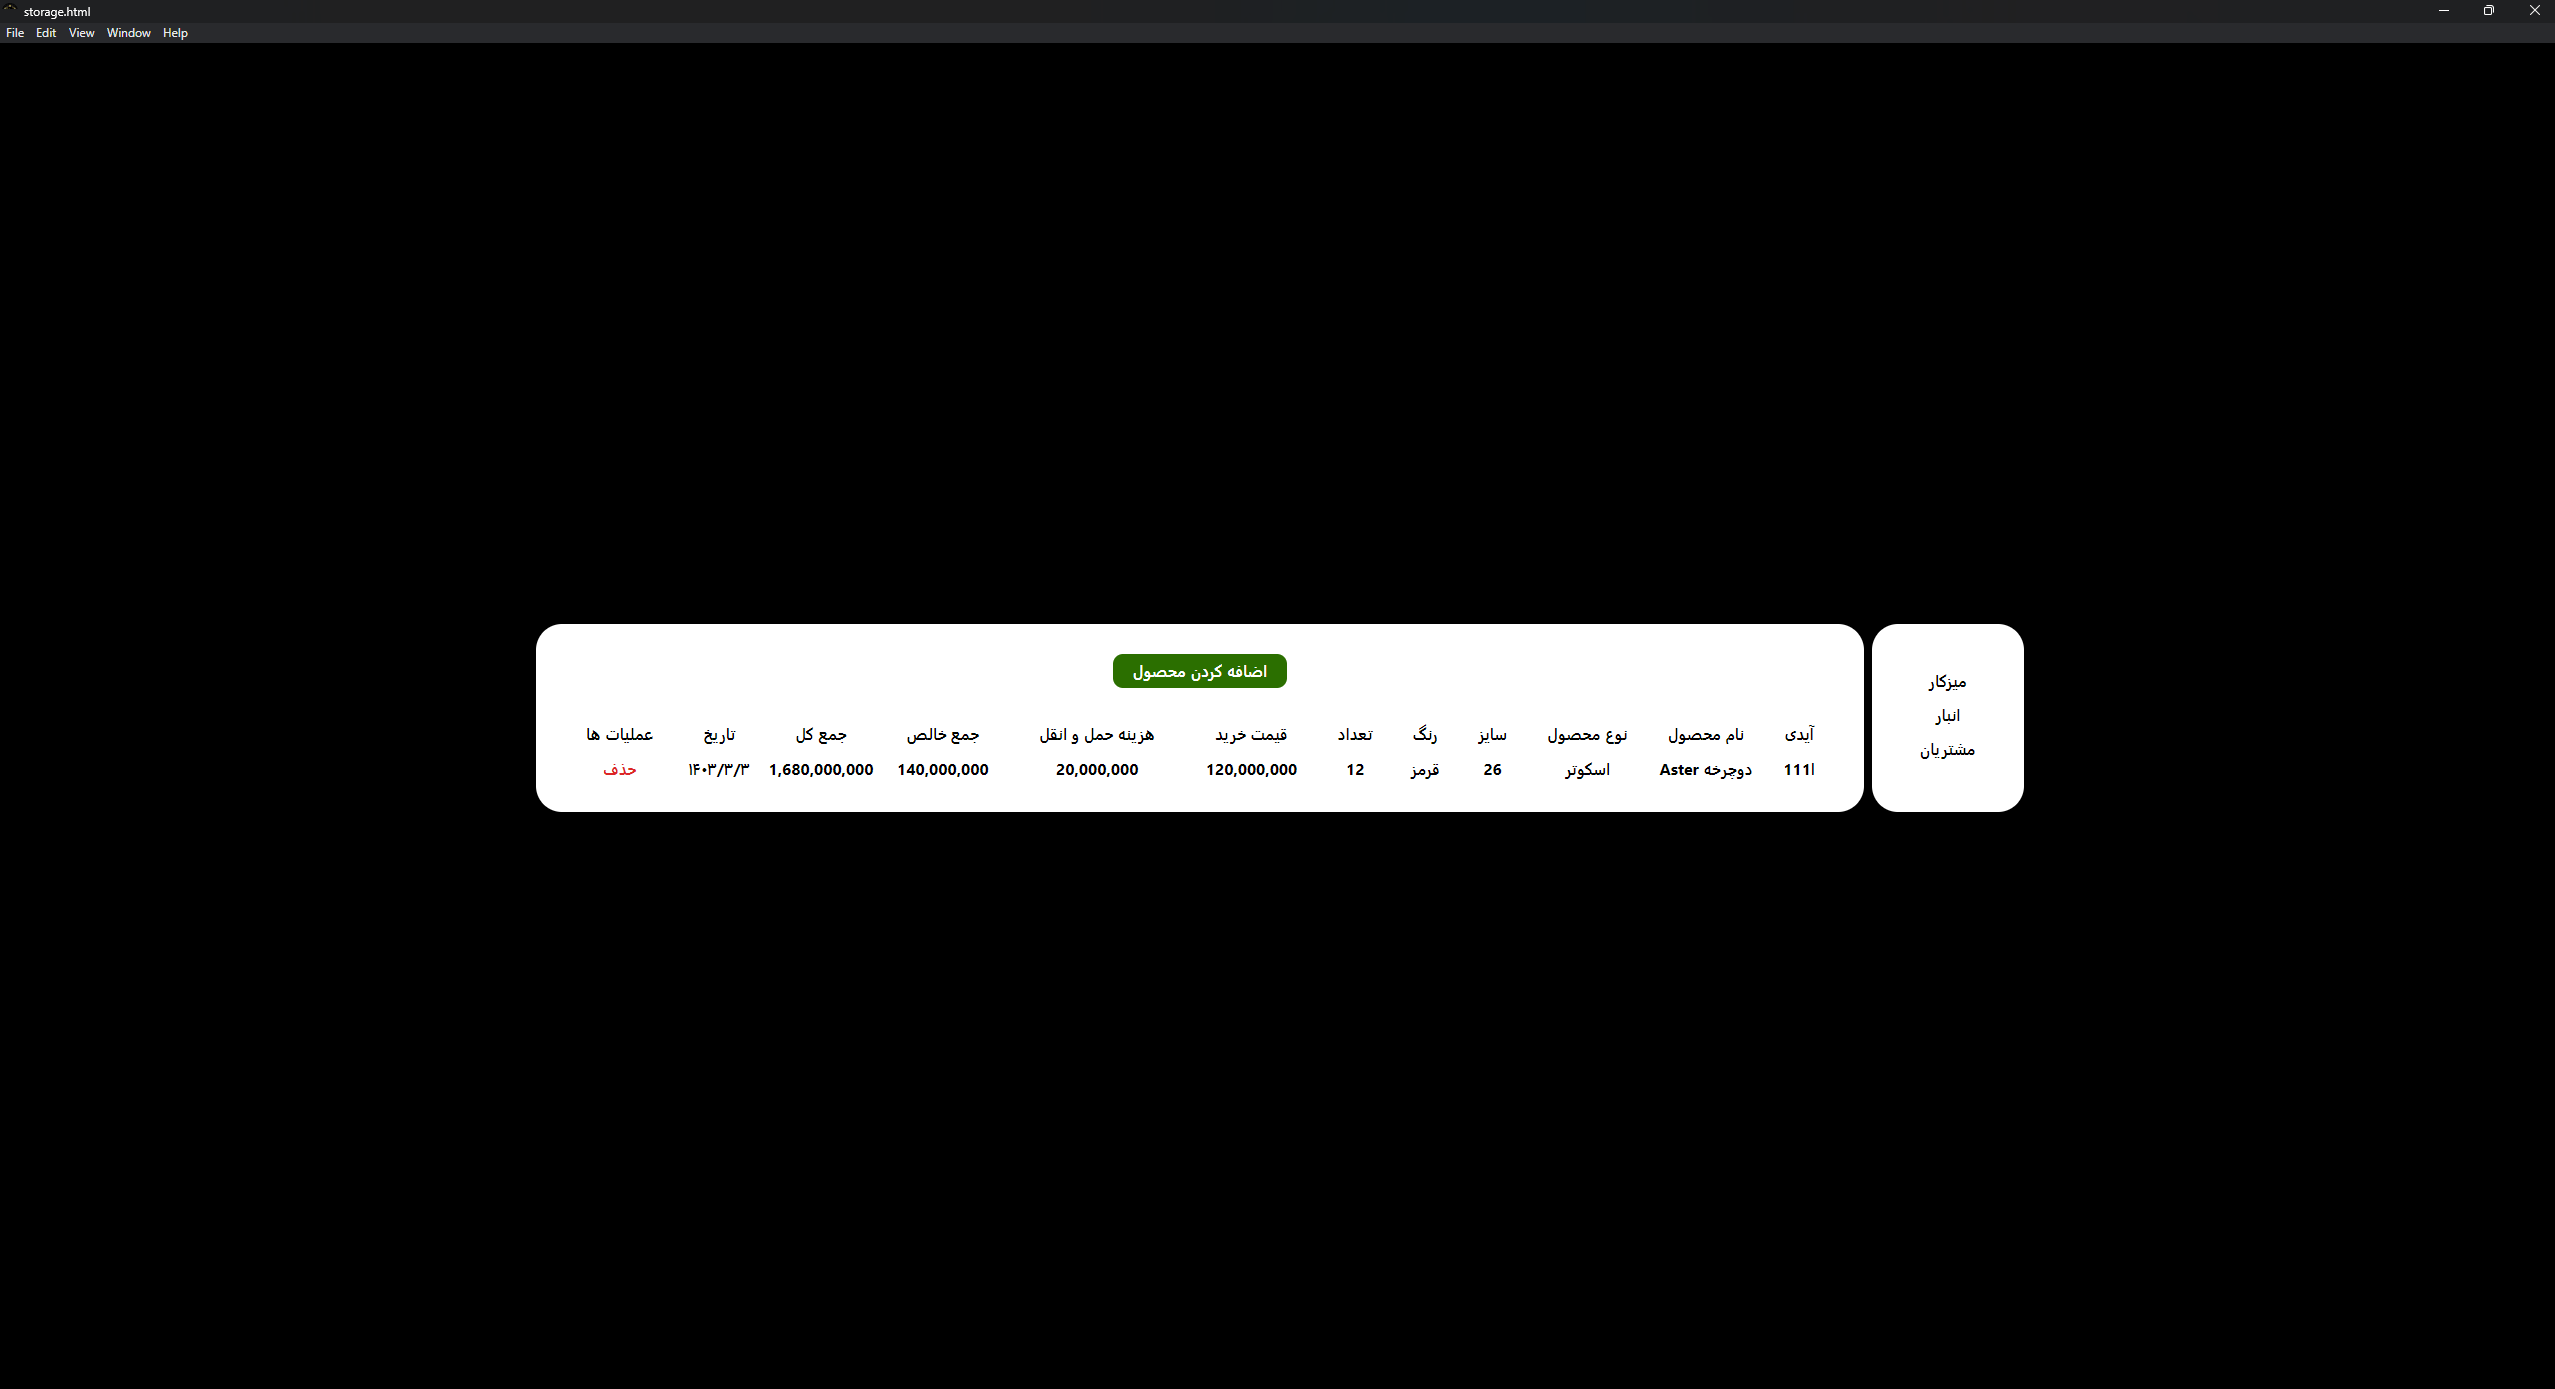 storage.html
File Edit View Window Help
میزکار
انبار
مشتریان
اضافه کردن محصول
آیدی نام محصول نوع محصول سایز رنگ تعداد قیمت خرید هزینه حمل و انقل جمع خالص جمع کل تاریخ عملیات ها
ا111 دوچرخه Aster اسکوتر 26 قرمز 12 120,000,000 20,000,000 140,000,000 1,680,000,000 ۱۴۰۳/۳/۳ حذف